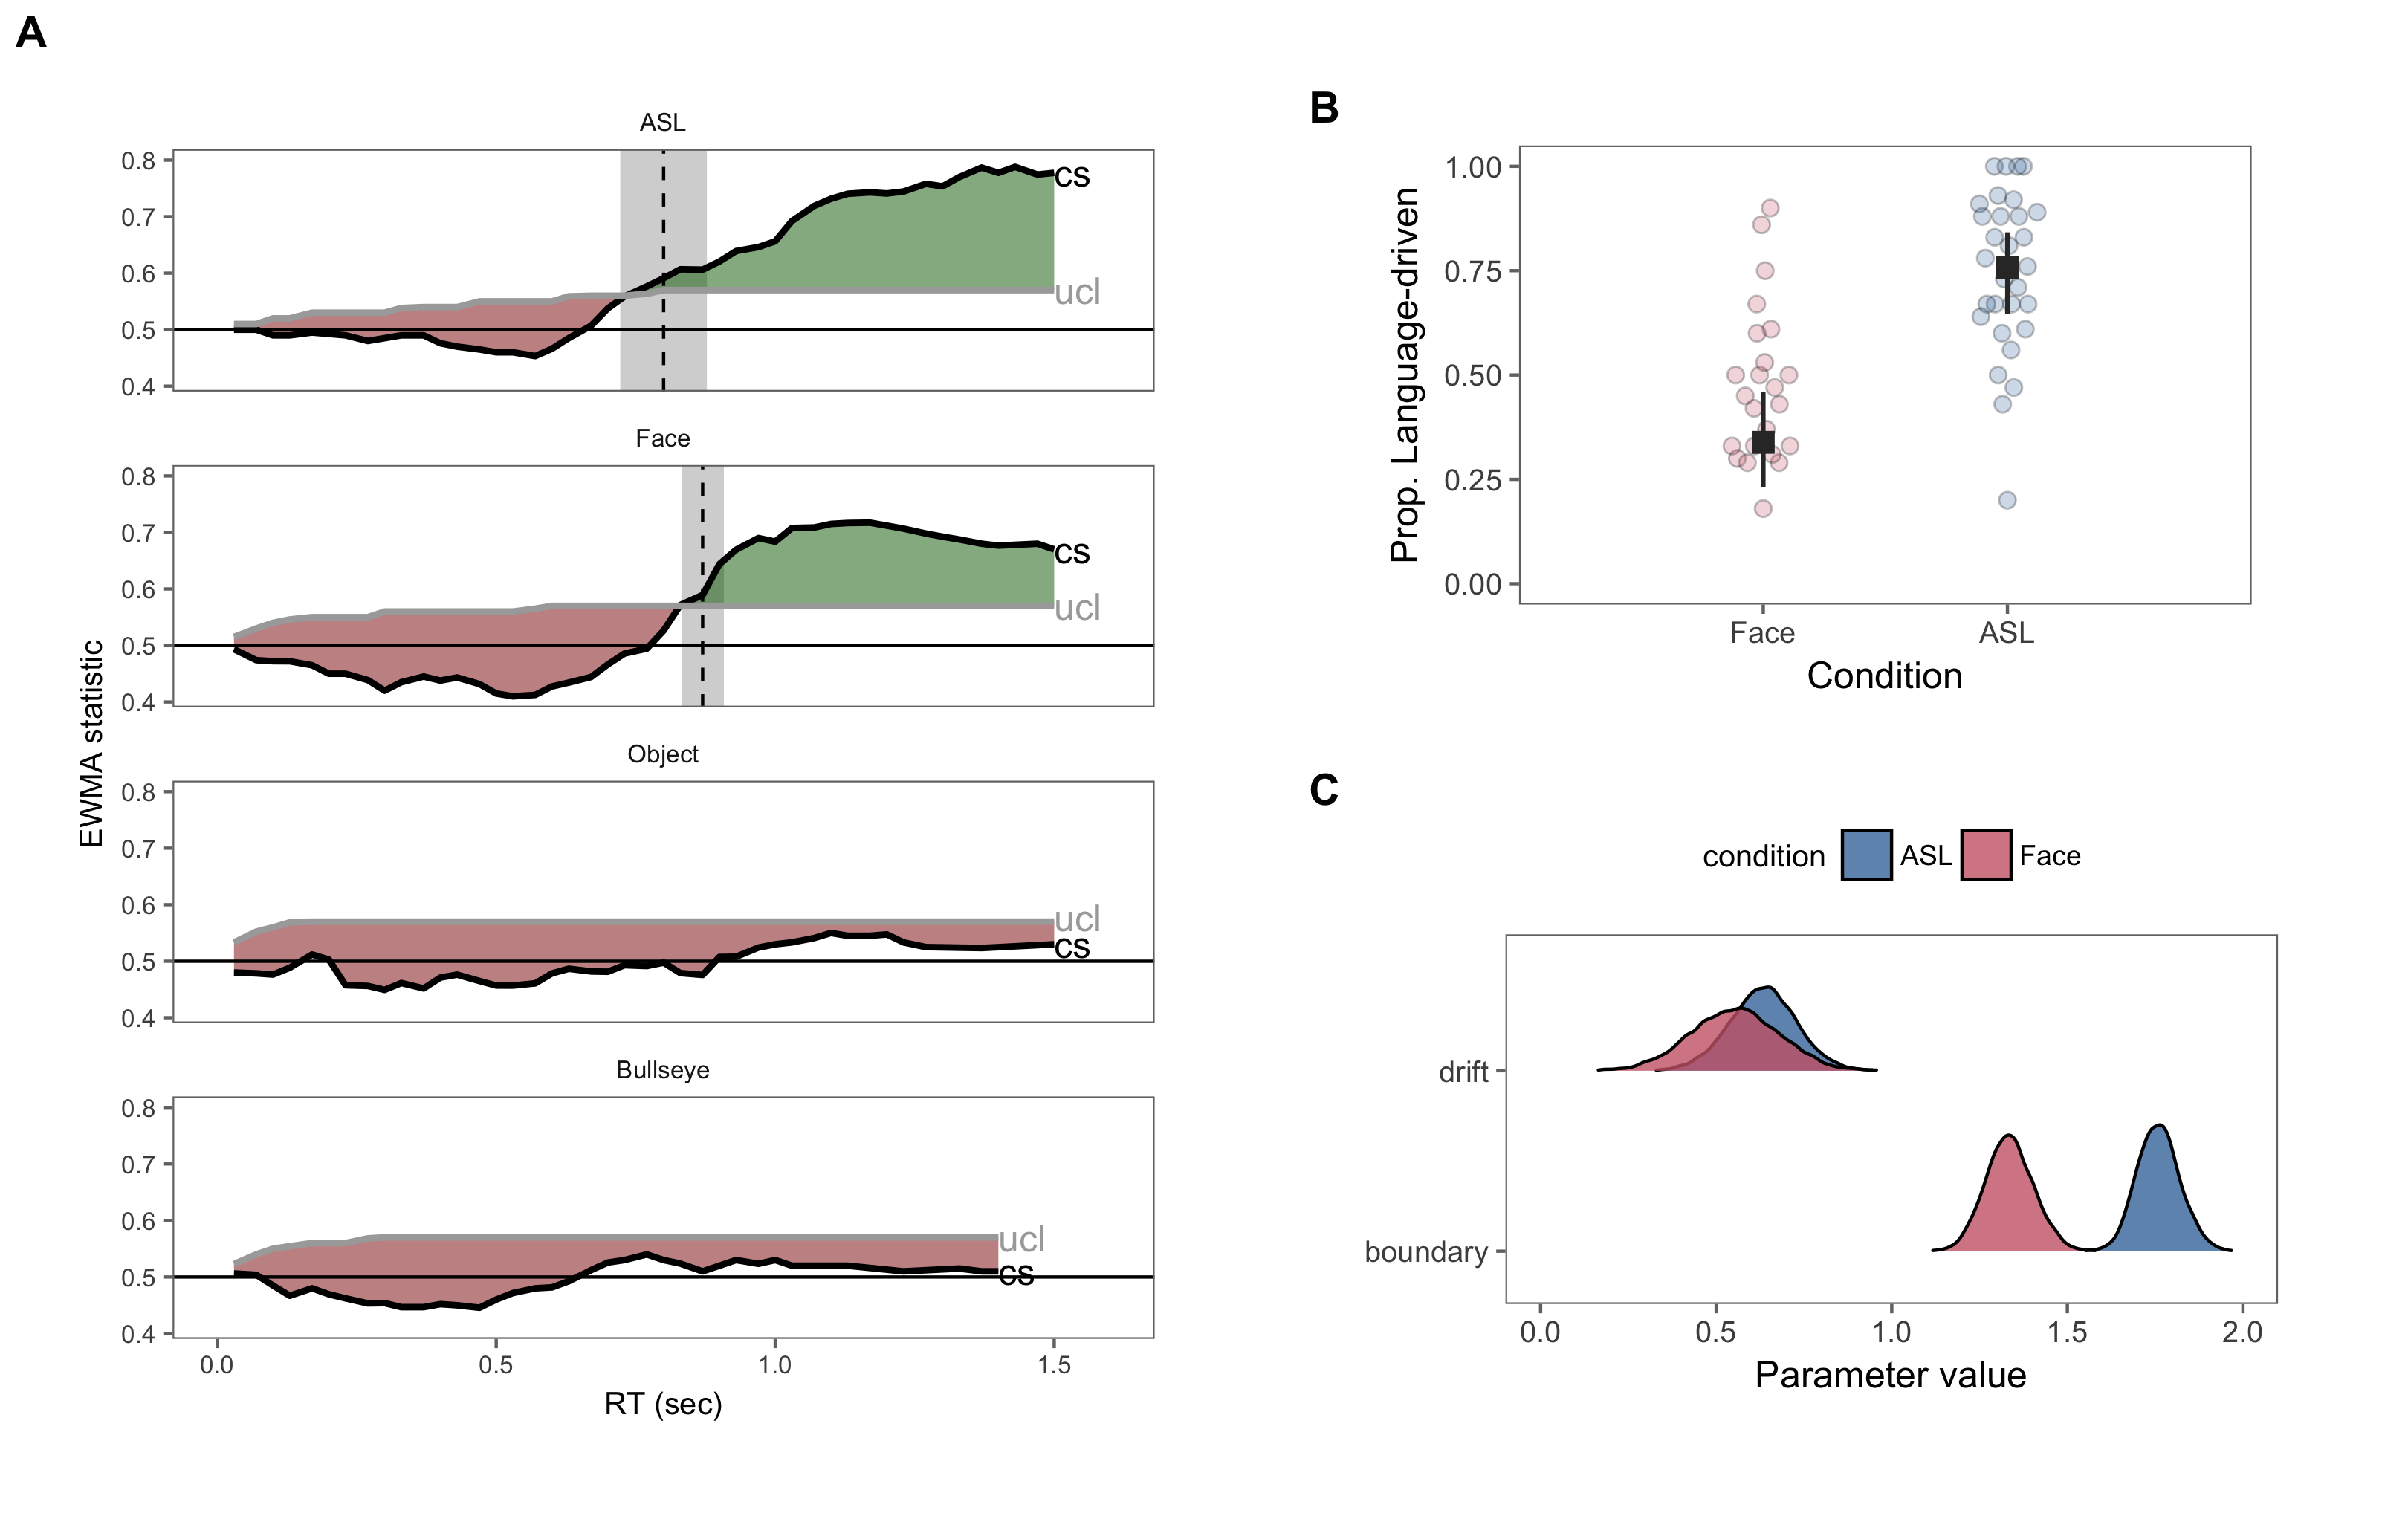 A
ASL
0.8
0.7
0.6
0.5
0.4
cs
ucl
Face
0.8
0.7
0.6
0.5
0.4
cs
ucl
EWMA statistic
Object
0.8
0.7
0.6
0.5
0.4
ucl
cs
Bullseye
0.8
0.7
0.6
0.5
0.4
ucl
cs
0.0 0.5 1.0 1.5
RT (sec)
B
Prop. Language-driven
1.00
0.75
0.50
0.25
0.00
Face ASL
Condition
C
condition ASL Face
drift
boundary
0.0 0.5 1.0 1.5 2.0
Parameter value